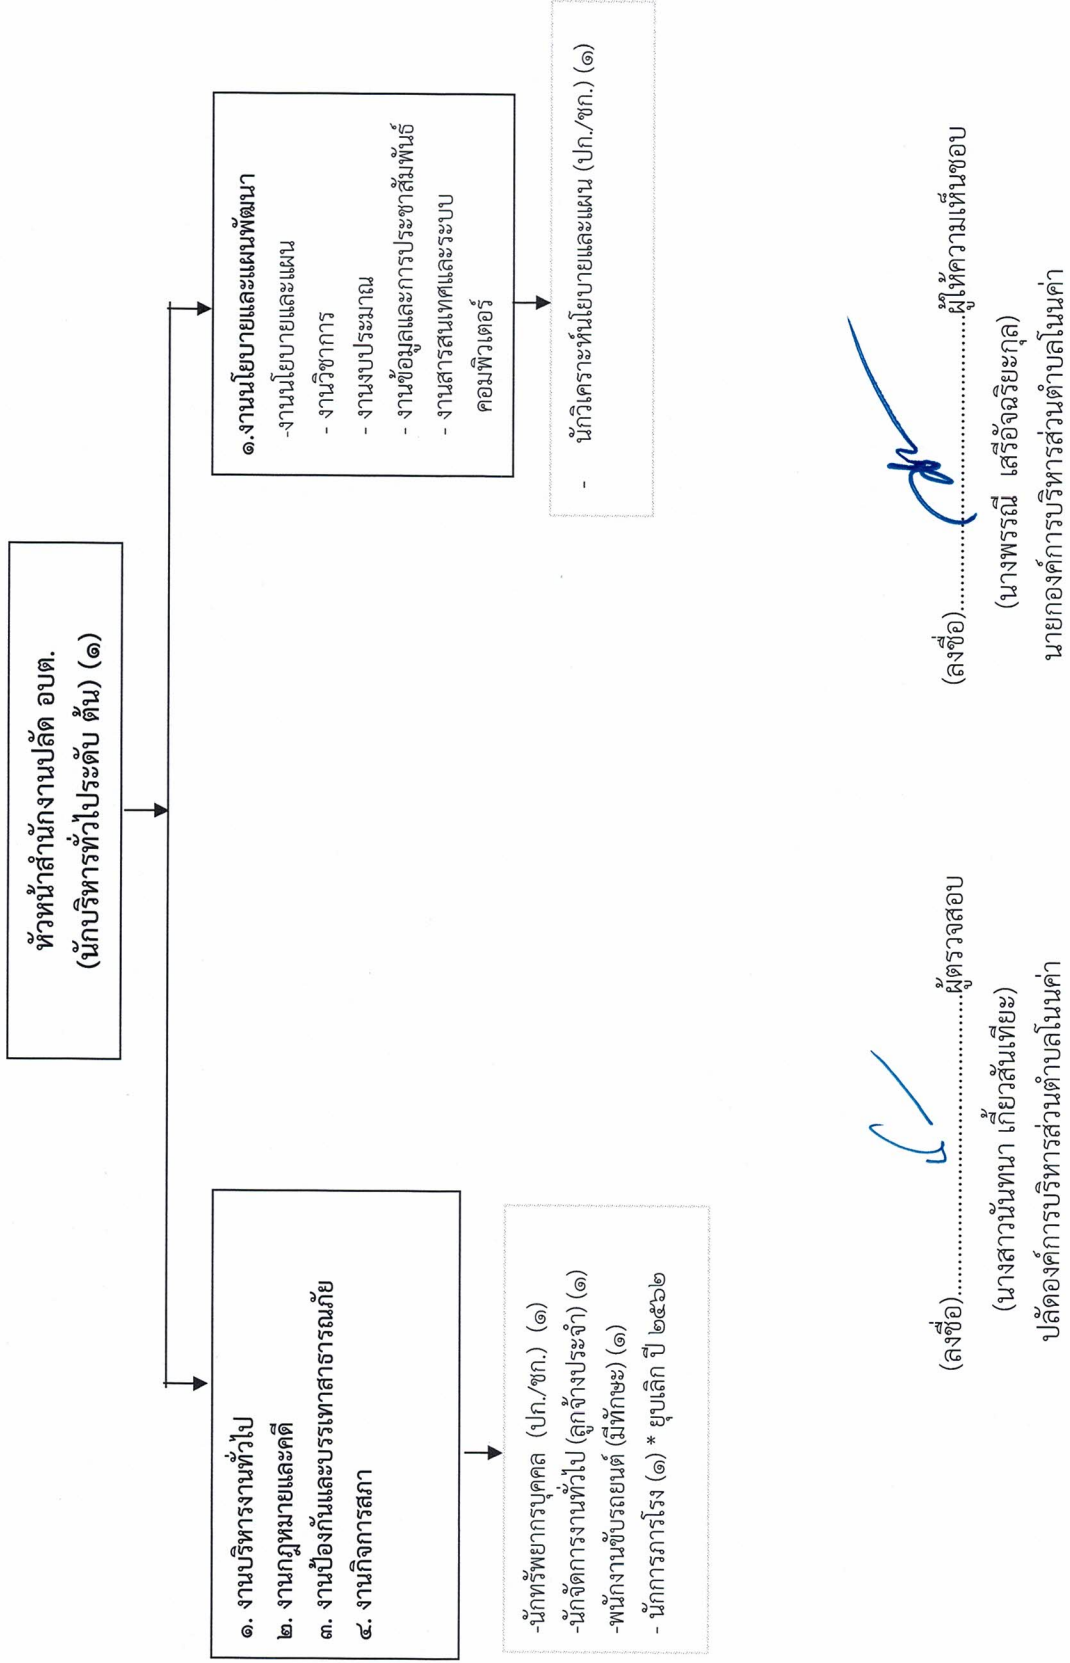 หัวหน้าสำนักงานปลัด อบต.
(นักบริหารทั่วไประดับ ต้น) (๑)
๑. งานบริหารงานทั่วไป
๒. งานกฎหมายและคดี
๓. งานป้องกันและบรรเทาสาธารณภัย
๔. งานกิจการสภา
-นักทรัพยากรบุคคล (ปก./ชก.) (๑)
-นักจัดการงานทั่วไป (ลูกจ้างประจำ) (๑)
-พนักงานขับรถยนต์ (มีทักษะ) (๑)
- นักการภารโรง (๑) * ยุบเลิก ปี ๒๕๖๒
๑.งานนโยบายและแผนพัฒนา
-งานนโยบายและแผน
- งานวิชาการ
- งานงบประมาณ
- งานข้อมูลและการประชาสัมพันธ์
- งานสารสนเทศและระบบ
คอมพิวเตอร์
- นักวิเคราะห์นโยบายและแผน (ปก./ชก.) (๑)
(ลงชื่อ)..............................................ผู้ตรวจสอบ
(นางสาวนันทนา เกี้ยวสันเทียะ)
ปลัดองค์การบริหารส่วนตำบลโนนค่า
(ลงชื่อ)..............................................ผู้ให้ความเห็นชอบ
(นางพรรณี เสรีอัจฉริยะกุล)
นายกองค์การบริหารส่วนตำบลโนนค่า